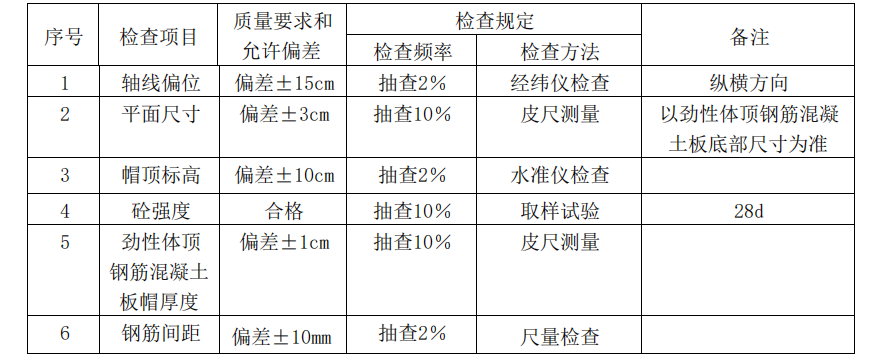 序号 检查项目 质量要求和 检查规定 备注
允许偏差 检查频率 检查方法
1 轴线偏位 偏差±15cm 抽查2% 经纬仪检查 纵横方向
2 平面尺寸 偏差±3cm 抽查10% 皮尺测量 以劲性体顶钢筋混凝
土板底部尺寸为准
3 帽顶标高 偏差±10cm 抽查2% 水准仪检查
4 砼强度 合格 抽查10% 取样试验 28d
5 劲性体顶 偏差±1cm 抽查10% 皮尺测量
钢筋混凝土
板帽厚度
6 钢筋间距 偏差±10mm 抽查2% 尺量检查